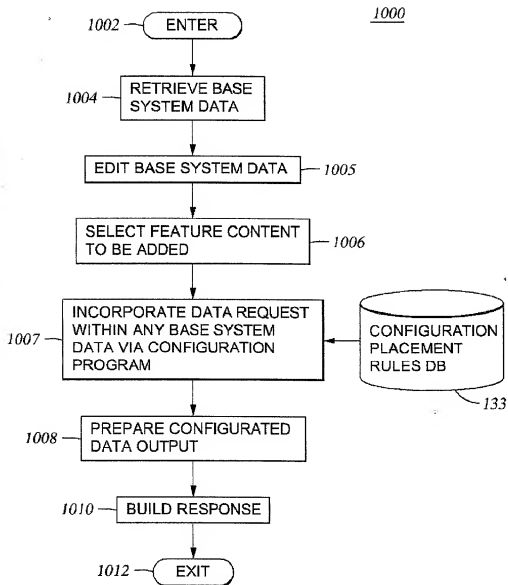 1000
1002
ENTER
1004
RETRIEVE BASE
SYSTEM DATA
EDIT BASE SYSTEM DATA
1005
SELECT FEATURE CONTENT
TO BE ADDED
1006
1007
INCORPORATE DATA REQUEST
WITHIN ANY BASE SYSTEM
DATA VIA CONFIGURATION
PROGRAM
CONFIGURATION
PLACEMENT
RULES DB
133
1008
PREPARE CONFIGURATED
DATA OUTPUT
1010
BUILD RESPONSE
1012
EXIT